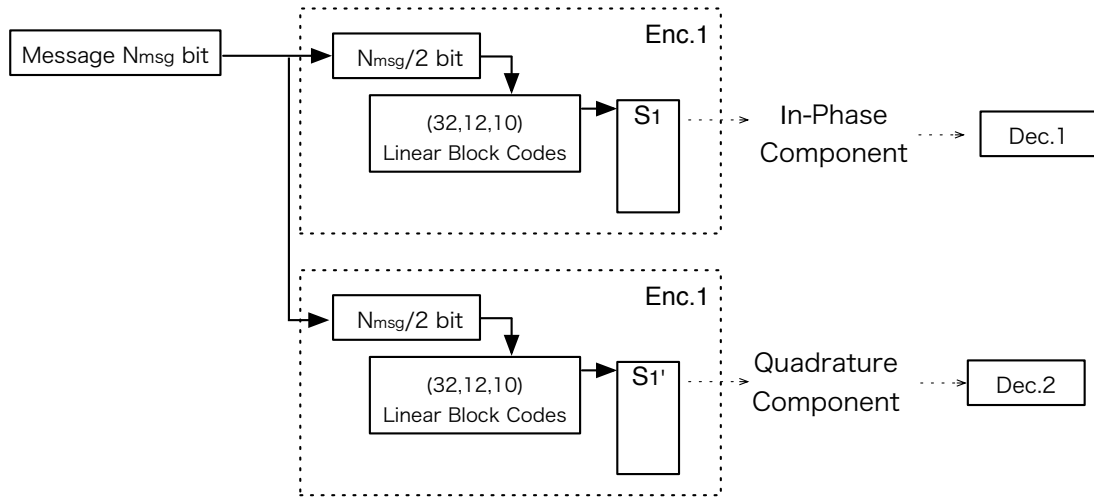 Enc.1
Message Nmsg bit
Nmsg/2 bit
(32,12,10)
Linear Block Codes
S1
In-Phase
Component
Dec.1
Enc.1
Nmsg/2 bit
(32,12,10)
Linear Block Codes
S1'
Quadrature
Component
Dec.2